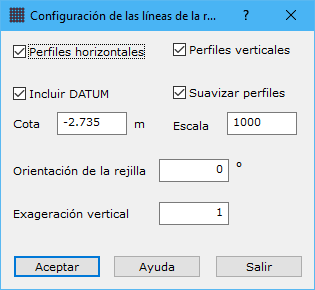 Configuración de las líneas de la r... ?
Perfiles horizontales Perfiles verticales
Incluir DATUM Suavizar perfiles
Cota -2.735 m Escala 1000
Orientación de la rejilla 0 º
Exageración vertical 1
Aceptar Ayuda Salir